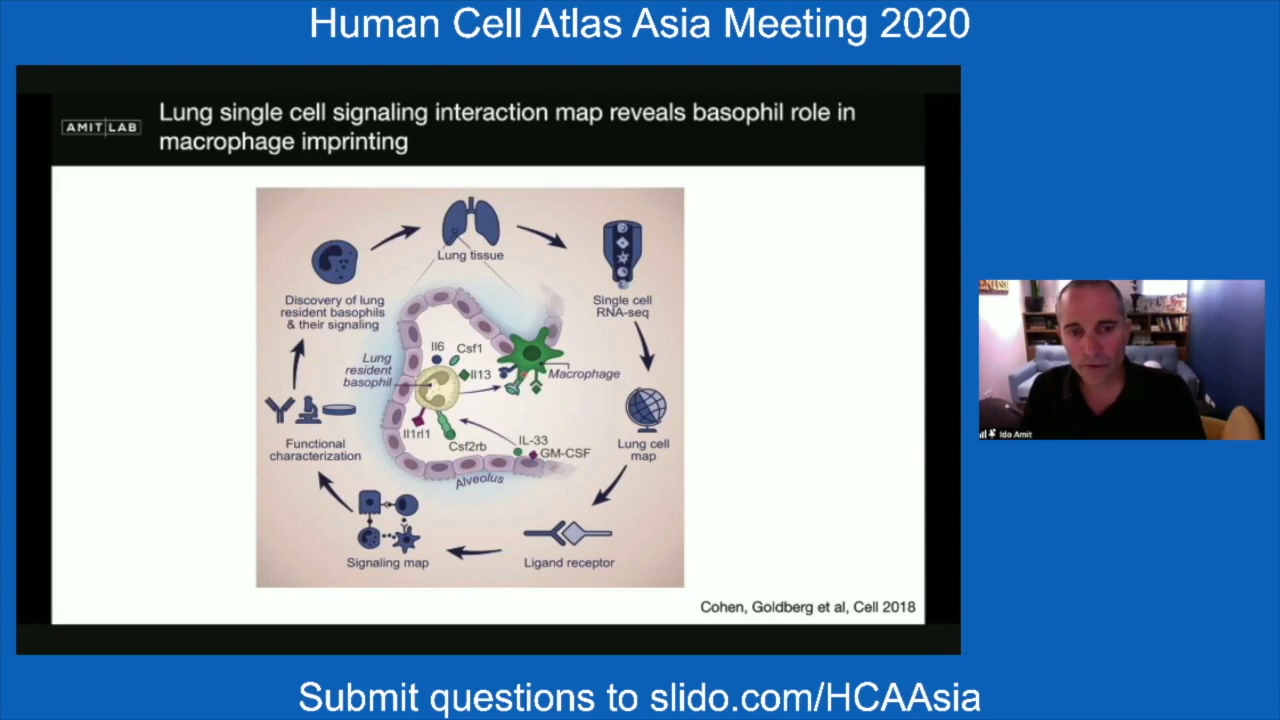 Human Cell Atlas Asia Meeting 2020
AMIT LAB
Lung single cell signaling interaction map reveals basophil role in
macrophage imprinting
Lung tissue
Single cell
RNA-seq
Lung cell
map
Ligand receptor
Signaling map
Functional
characterization
Discovery of lung
resident basophils
& their signaling
Lung
resident
basophil
Il6
Csf1
Il13
Macrophage
Il1rl1
Csf2rb
IL-33
GM-CSF
Alveolus
Cohen, Goldberg et al, Cell 2018
Ido Amit
Submit questions to slido.com/HCAAsia